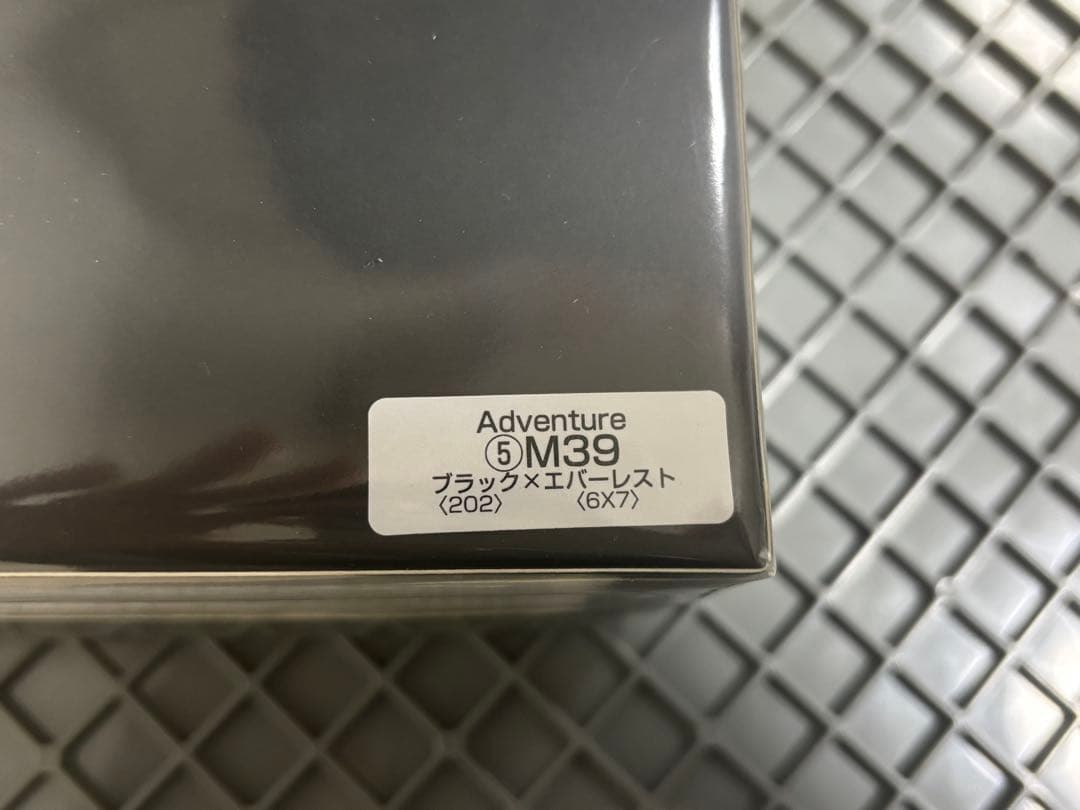 Adventure
⑤M39
ブラック×エバーレスト
〈202〉 〈6X7〉